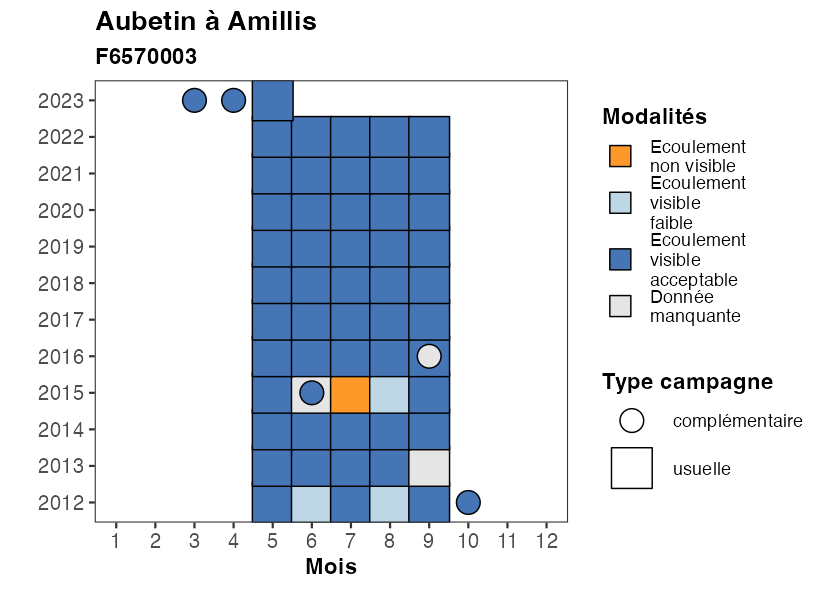 Aubetin à Amillis
F6570003
2023
2022
2021
2020
2019
2018
2017
2016
2015
2014
2013
2012
1 2 3 4 5 6 7 8 9 10 11 12
Mois
Modalités
Ecoulement
non visible
Ecoulement
visible
faible
Ecoulement
visible
acceptable
Donnée
manquante
Type campagne
complémentaire
usuelle